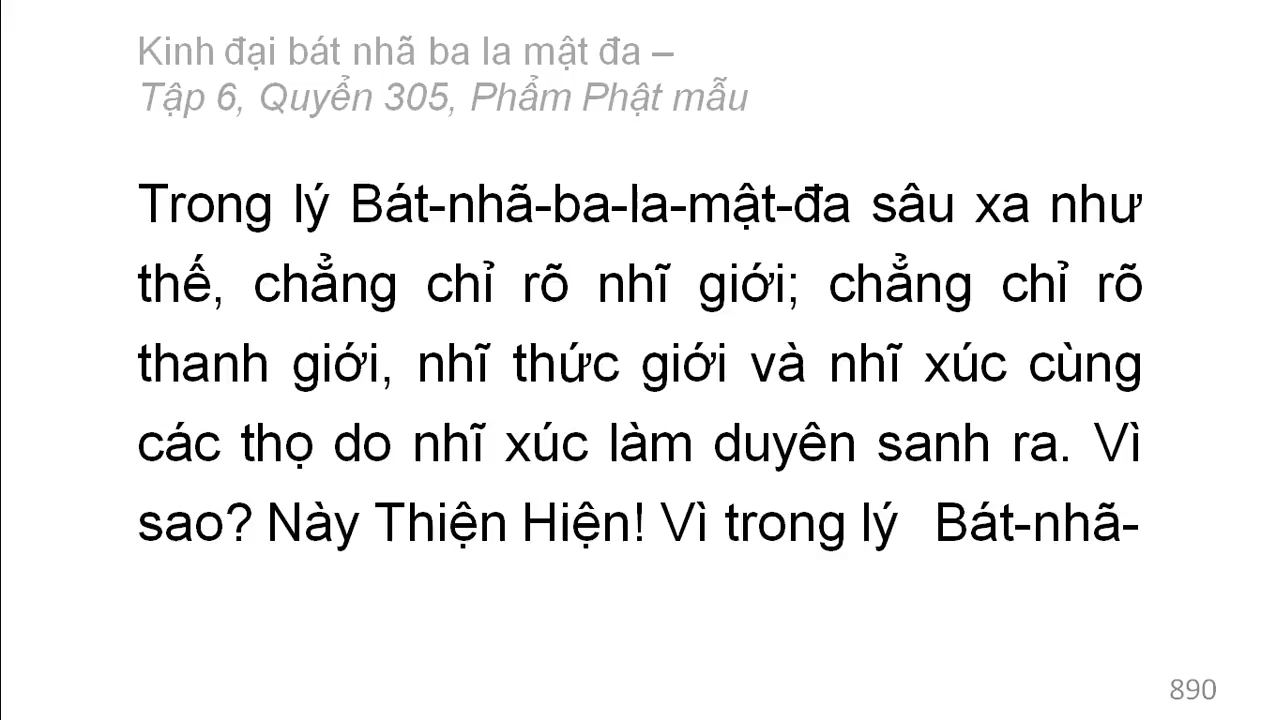 Kinh đại bát nhã ba la mật đa –
Tập 6, Quyển 305, Phẩm Phật mẫu
Trong lý Bát-nhã-ba-la-mật-đa sâu xa như
thế, chẳng chỉ rõ nhĩ giới; chẳng chỉ rõ
thanh giới, nhĩ thức giới và nhĩ xúc cùng
các thọ do nhĩ xúc làm duyên sanh ra. Vì
sao? Này Thiện Hiện! Vì trong lý Bát-nhã-
890